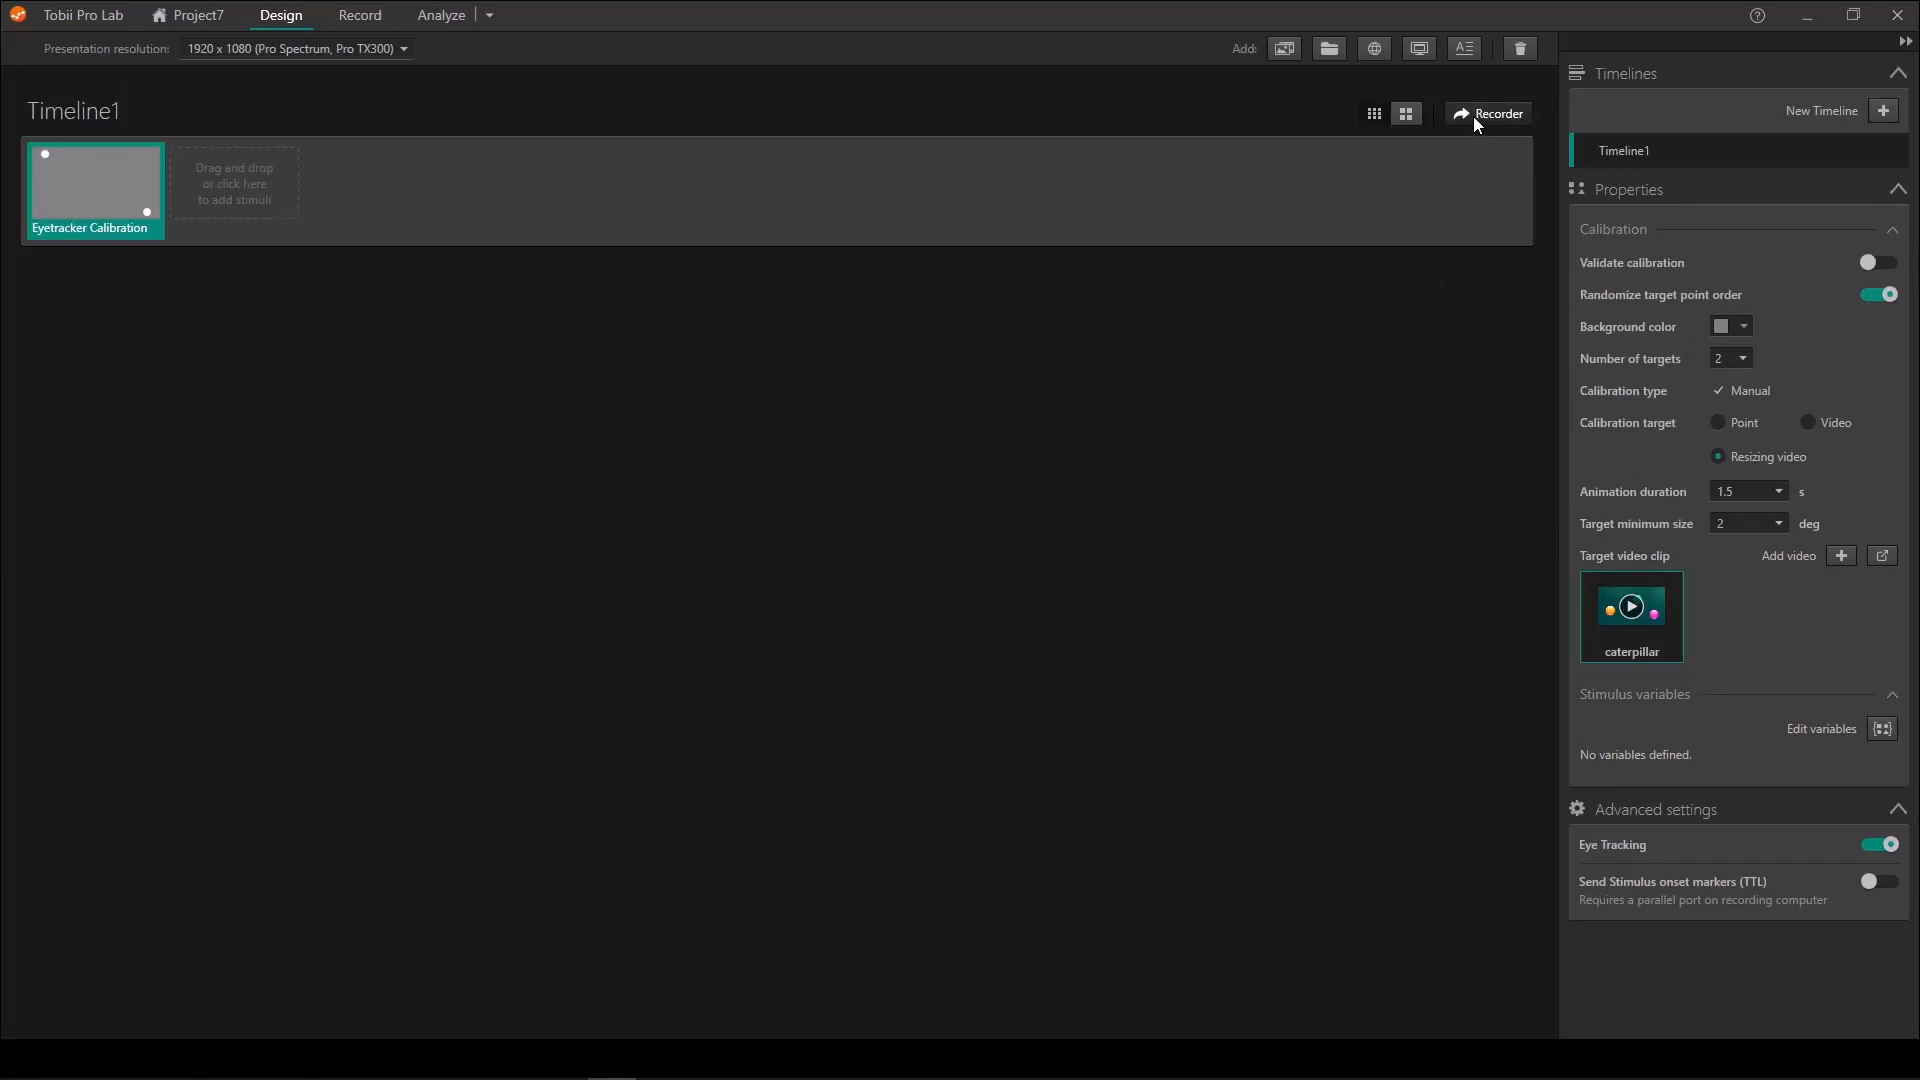 Tobii Pro Lab Project7 Design Record Analyze
Presentation resolution: 1920 x 1080 (Pro Spectrum, Pro TX300) Add:
Timeline1
Recorder
Drag and drop
or click here
to add stimuli
Eyetracker Calibration
Timelines
New Timeline
Timeline1
Properties
Calibration
Validate calibration
Randomize target point order
Background color
Number of targets 2
Calibration type Manual
Calibration target Point Video
Resizing video
Animation duration 1.5 s
Target minimum size 2 deg
Target video clip Add video
caterpillar
Stimulus variables
Edit variables
No variables defined.
Advanced settings
Eye Tracking
Send Stimulus onset markers (TTL)
Requires a parallel port on recording computer